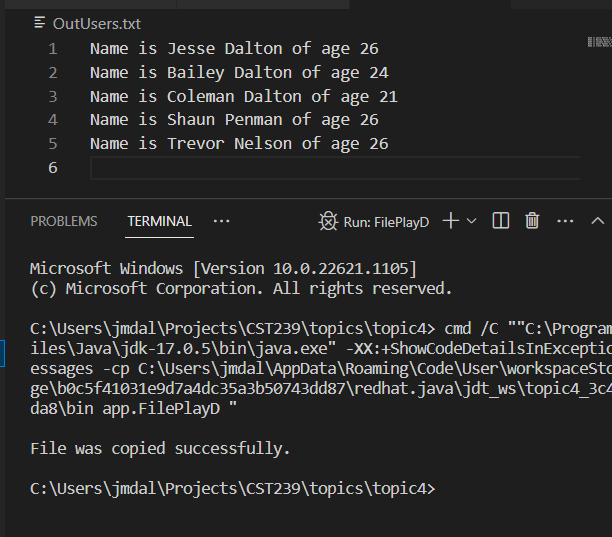 OutUsers.txt
1 Name is Jesse Dalton of age 26
2 Name is Bailey Dalton of age 24
3 Name is Coleman Dalton of age 21
4 Name is Shaun Penman of age 26
5 Name is Trevor Nelson of age 26
6
PROBLEMS TERMINAL ... Run: FilePlayD ...
Microsoft Windows [Version 10.0.22621.1105]
(c) Microsoft Corporation. All rights reserved.
C:\Users\jmdal\Projects\CST239\topics\topic4> cmd /C ""C:\Program
iles\Java\jdk-17.0.5\bin\java.exe" -XX:+ShowCodeDetailsInExceptio
essages -cp C:\Users\jmdal\AppData\Roaming\Code\User\workspaceSto
ge\b0c5f41031e9d7a4dc35a3b50743dd87\redhat.java\jdt_ws\topic4_3c4
da8\bin app.FilePlayD "
File was copied successfully.
C:\Users\jmdal\Projects\CST239\topics\topic4>